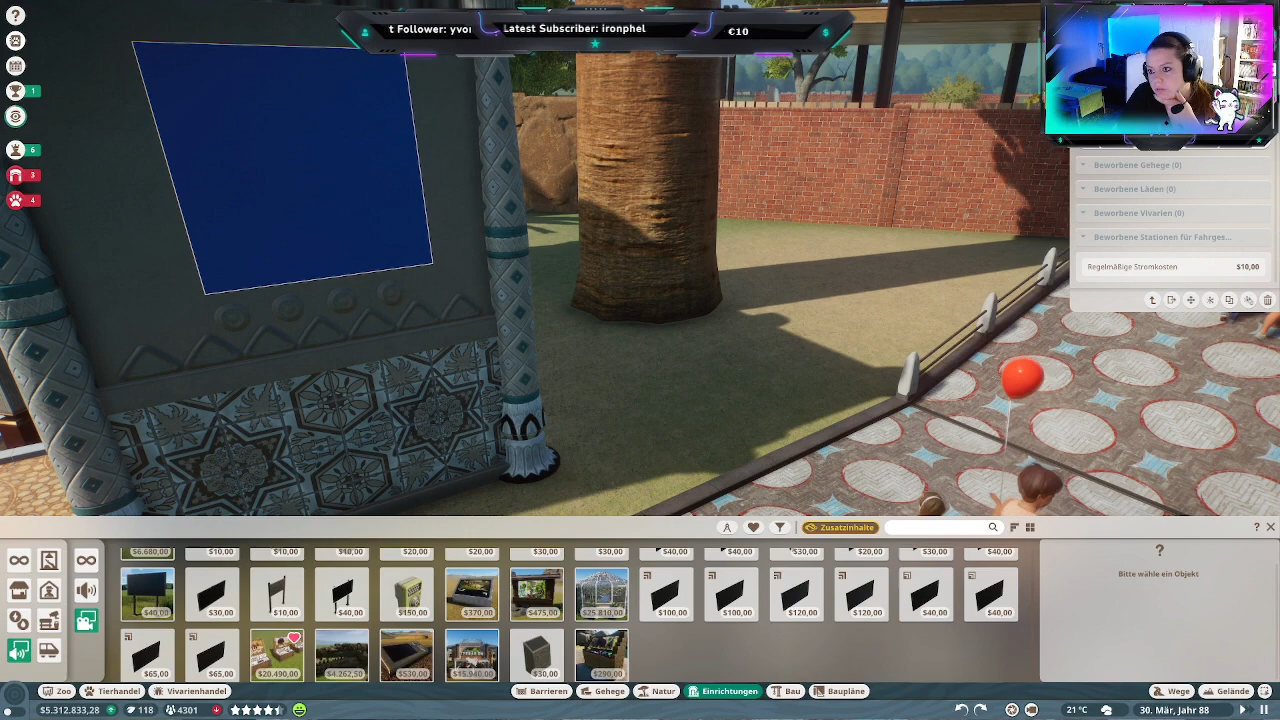 t Follower: yvor
Latest Subscriber: ironphel
€10
1
6
3
4
Beworbene Gehege (0)
Beworbene Läden (0)
Beworbene Vivarien (0)
Beworbene Stationen für Fahrges...
Regelmäßige Stromkosten $10,00
Zusatzinhalte
?
$6.680,00 $10,00 $10,00 $10,00 $20,00 $20,00 $30,00 $30,00 $40,00 $40,00 $30,00 $20,00 $30,00 $40,00
$40,00 $30,00 $10,00 $40,00 $150,00 $370,00 $475,00 $25.810,00 $100,00 $100,00 $120,00 $120,00 $40,00 $40,00
$65,00 $65,00 $20.490,00 $4.262,50 $530,00 $15.940,00 $30,00 $290,00
?
Bitte wähle ein Objekt
Zoo Tierhandel Vivarienhandel Barrieren Gehege Natur Einrichtungen Bau Baupläne Wege Gelände
$5.312.833,28 118 4301 21 °C 30. Mär, Jahr 88